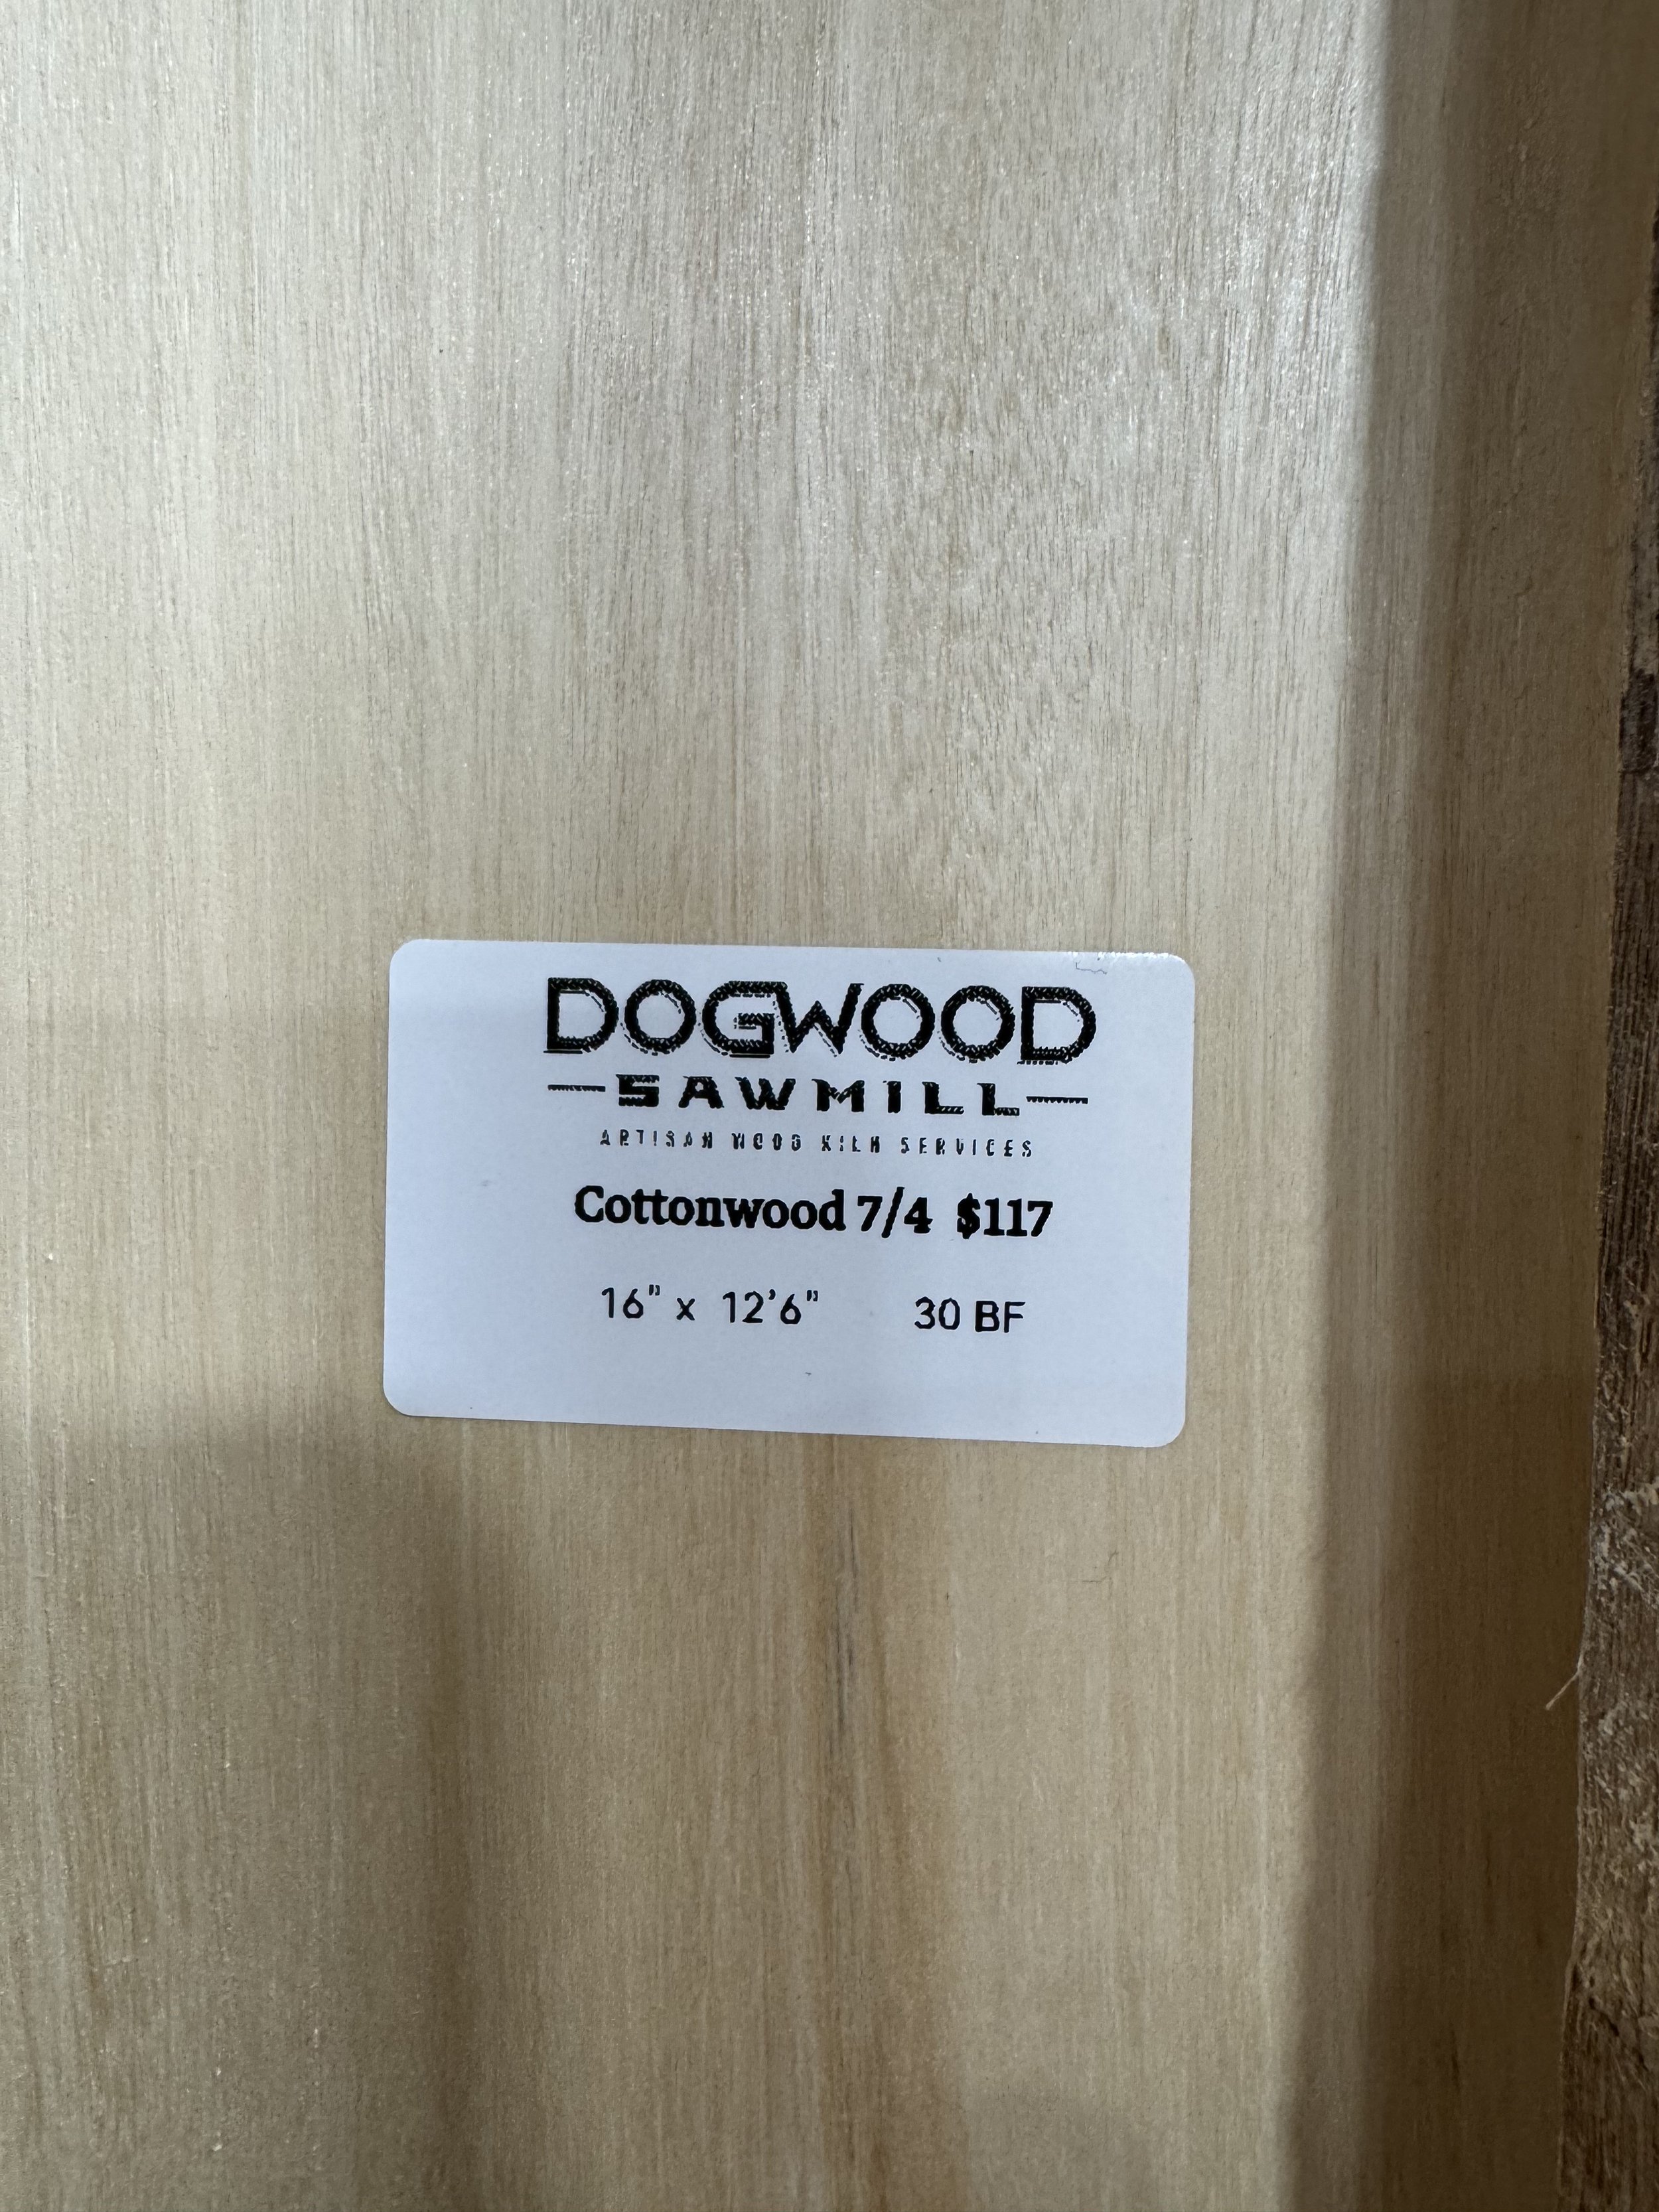 DOGWOOD
SAWMILL
ARTISAN WOOD KILN SERVICES
Cottonwood 7/4 $117
16" x 12'6" 30 BF